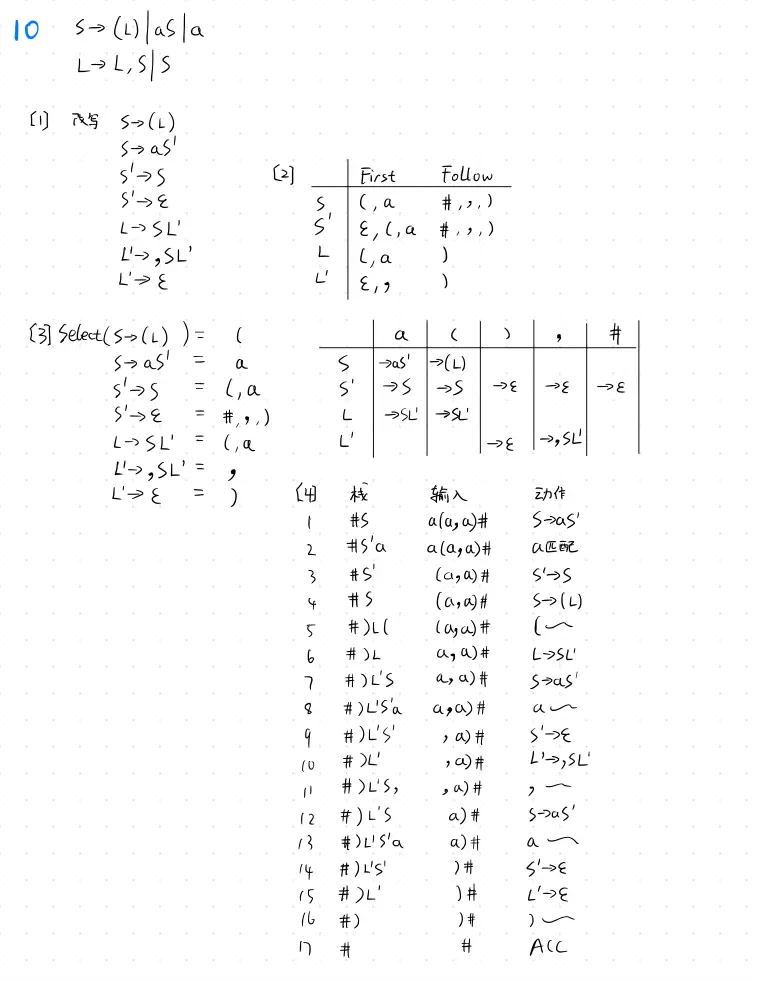 10 S→(L)|aS|a
L→L,S|S
[1] 改写 S→(L)
S→aS'
S'→S
S'→ε
L→SL'
L'→,SL'
L'→ε
[2] First Follow
S (,a #,,,)
S' ε,(,a #,,,)
L (,a )
L' ε,, )
[3] Select(S→(L) ) = (
S→aS' = a
S'→S = (,a
S'→ε = #,,,)
L→SL' = (,a
L'→,SL' = ,
L'→ε = )
a ( ) , #
S →aS' →(L)
S' →S →S →ε →ε →ε
L →SL' →SL'
L' →ε →,SL'
[4] 栈 输入 动作
1 #S a(a,a)# S→aS'
2 #S'a a(a,a)# a匹配
3 #S' (a,a)# S'→S
4 #S (a,a)# S→(L)
5 #)L( (a,a)# ( ~
6 #)L a,a)# L→SL'
7 #)L'S a,a)# S→aS'
8 #)L'S'a a,a)# a ~
9 #)L'S' ,a)# S'→ε
10 #)L' ,a)# L'→,SL'
11 #)L'S, ,a)# , ~
12 #)L'S a)# S→aS'
13 #)L'S'a a)# a ~
14 #)L'S' )# S'→ε
15 #)L' )# L'→ε
16 #) )# ) ~
17 # # ACC